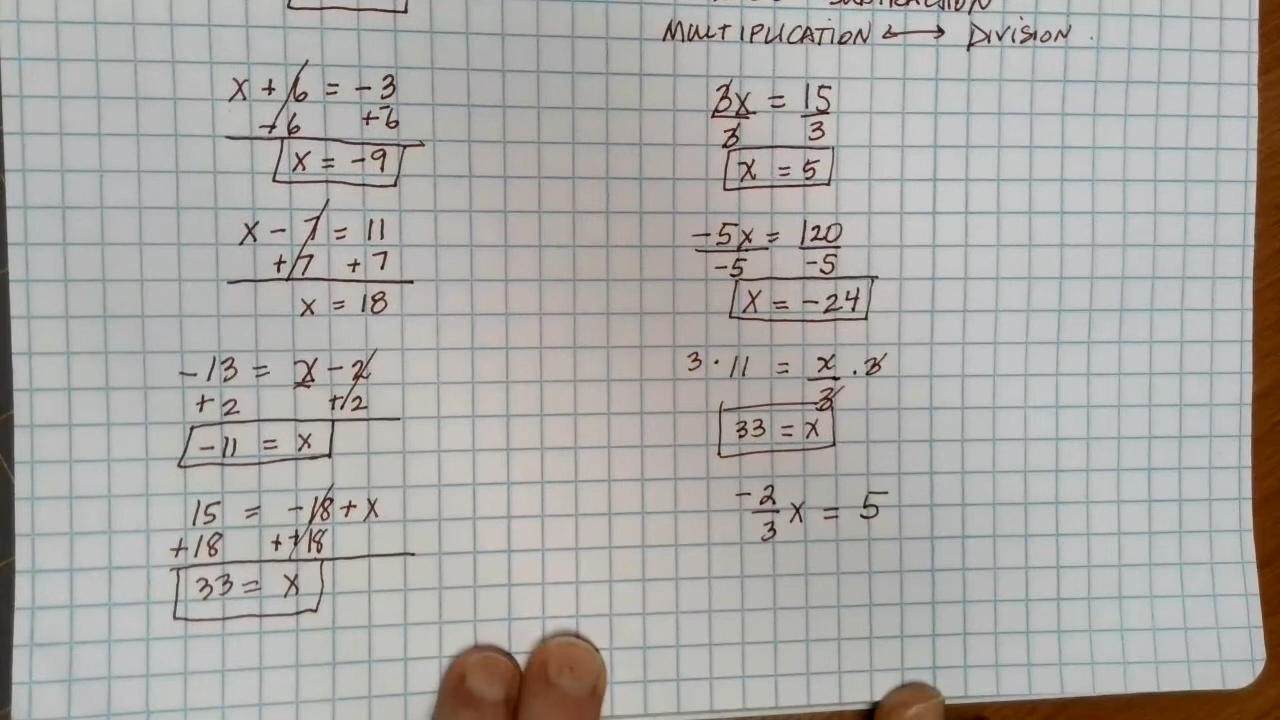 SUBTRACTION
MULTIPLICATION ⟷ DIVISION.
x + 6 = -3
-6 +-6
x = -9
x - 7 = 11
+7 +7
x = 18
-13 = x - 2
+2 +2
-11 = x
15 = -18 + x
+18 ++18
33 = x
3x = 15
3 3
x = 5
-5x = 120
-5 -5
x = -24
3 · 11 = x/3 · 3
33 = x
-2/3 x = 5